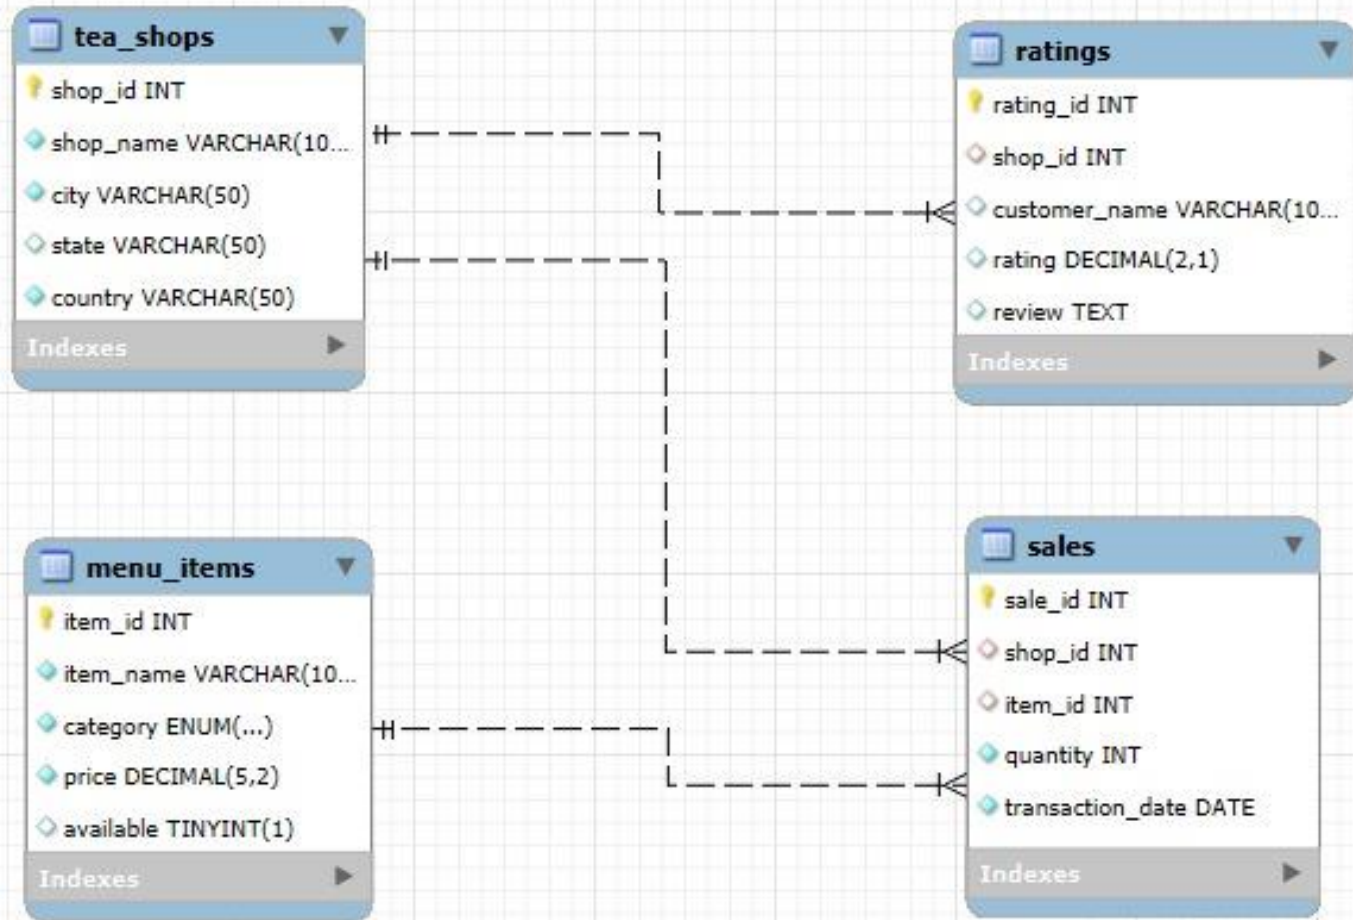 tea_shops
shop_id INT
shop_name VARCHAR(10...
city VARCHAR(50)
state VARCHAR(50)
country VARCHAR(50)
Indexes
ratings
rating_id INT
shop_id INT
customer_name VARCHAR(10...
rating DECIMAL(2,1)
review TEXT
Indexes
menu_items
item_id INT
item_name VARCHAR(10...
category ENUM(...)
price DECIMAL(5,2)
available TINYINT(1)
Indexes
sales
sale_id INT
shop_id INT
item_id INT
quantity INT
transaction_date DATE
Indexes